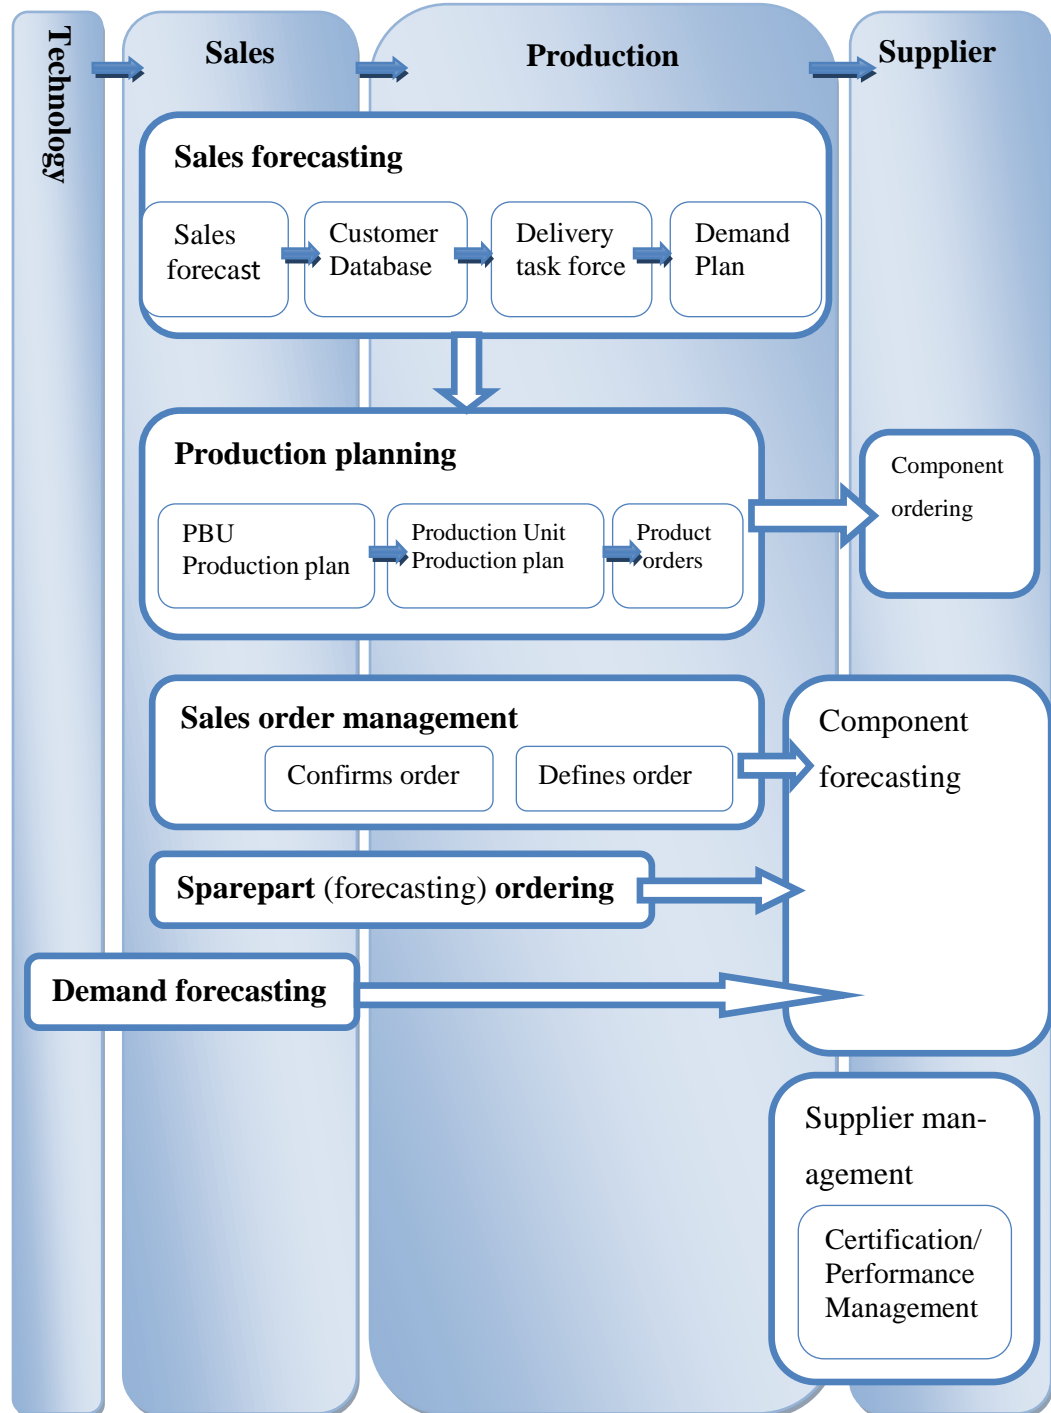 Technology
Sales
Production
Supplier
Sales forecasting
Sales
forecast
Customer
Database
Delivery
task force
Demand
Plan
Production planning
PBU
Production plan
Production Unit
Production plan
Product
orders
Component
ordering
Sales order management
Confirms order
Defines order
Component
forecasting
Sparepart (forecasting) ordering
Demand forecasting
Supplier man-
agement
Certification/
Performance
Management